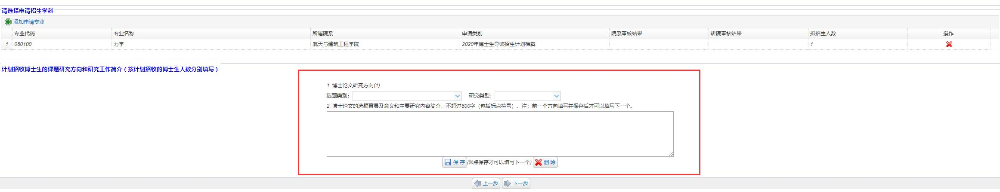 请选择申请招生学科
添加申请专业
专业代码 专业名称 所属院系 申请类别 院系审核结果 研院审核结果 拟招生人数 操作
1 080100 力学 航天与建筑工程学院 2020年博士生导师招生计划档案 1
计划招收博士生的课题研究方向和研究工作简介（按计划招收的博士生人数分别填写）
1. 博士论文研究方向(1)
选题类别： 研究类型：
2. 博士论文的选题背景及意义和主要研究内容简介，不超过800字（包括标点符号）。注：前一个方向填写并保存后才可以填写下一个。
保存 (※点保存才可以填写下一个) 删除
上一步 下一步